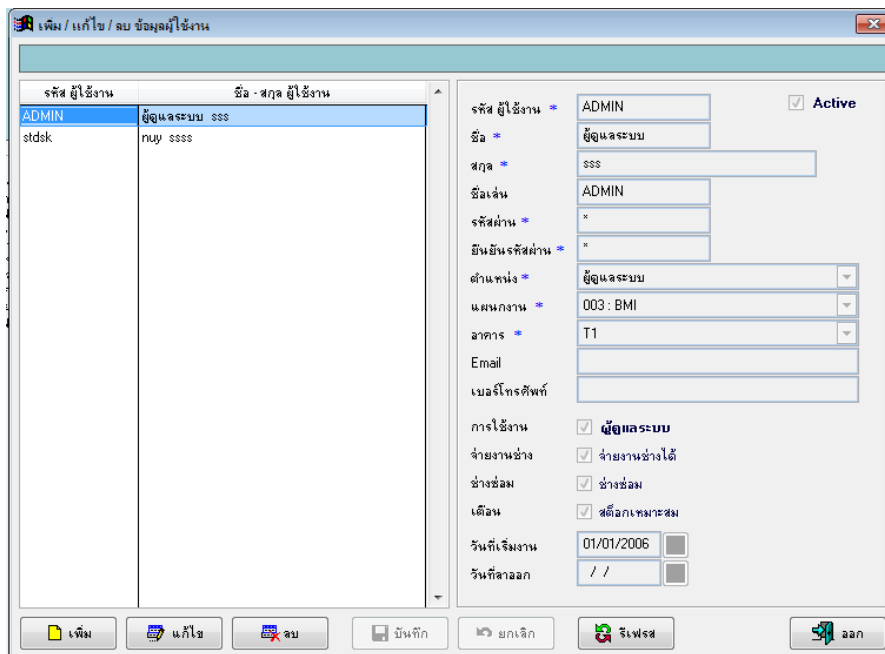 เพิ่ม / แก้ไข / ลบ ข้อมูลผู้ใช้งาน
รหัส ผู้ใช้งาน ชื่อ - สกุล ผู้ใช้งาน
ADMIN ผู้ดูแลระบบ sss
stdsk nuy ssss
รหัส ผู้ใช้งาน * ADMIN Active
ชื่อ * ผู้ดูแลระบบ
สกุล * sss
ชื่อเล่น ADMIN
รหัสผ่าน * *
ยืนยันรหัสผ่าน * *
ตำแหน่ง * ผู้ดูแลระบบ
แผนกงาน * 003 : BMI
อาคาร * T1
Email
เบอร์โทรศัพท์
การใช้งาน ผู้ดูแลระบบ
จ่ายงานช่าง จ่ายงานช่างได้
ช่างซ่อม ช่างซ่อม
เตือน สต็อกเหมาะสม
วันที่เริ่มงาน 01/01/2006
วันที่ลาออก / /
เพิ่ม แก้ไข ลบ บันทึก ยกเลิก รีเฟรส ออก